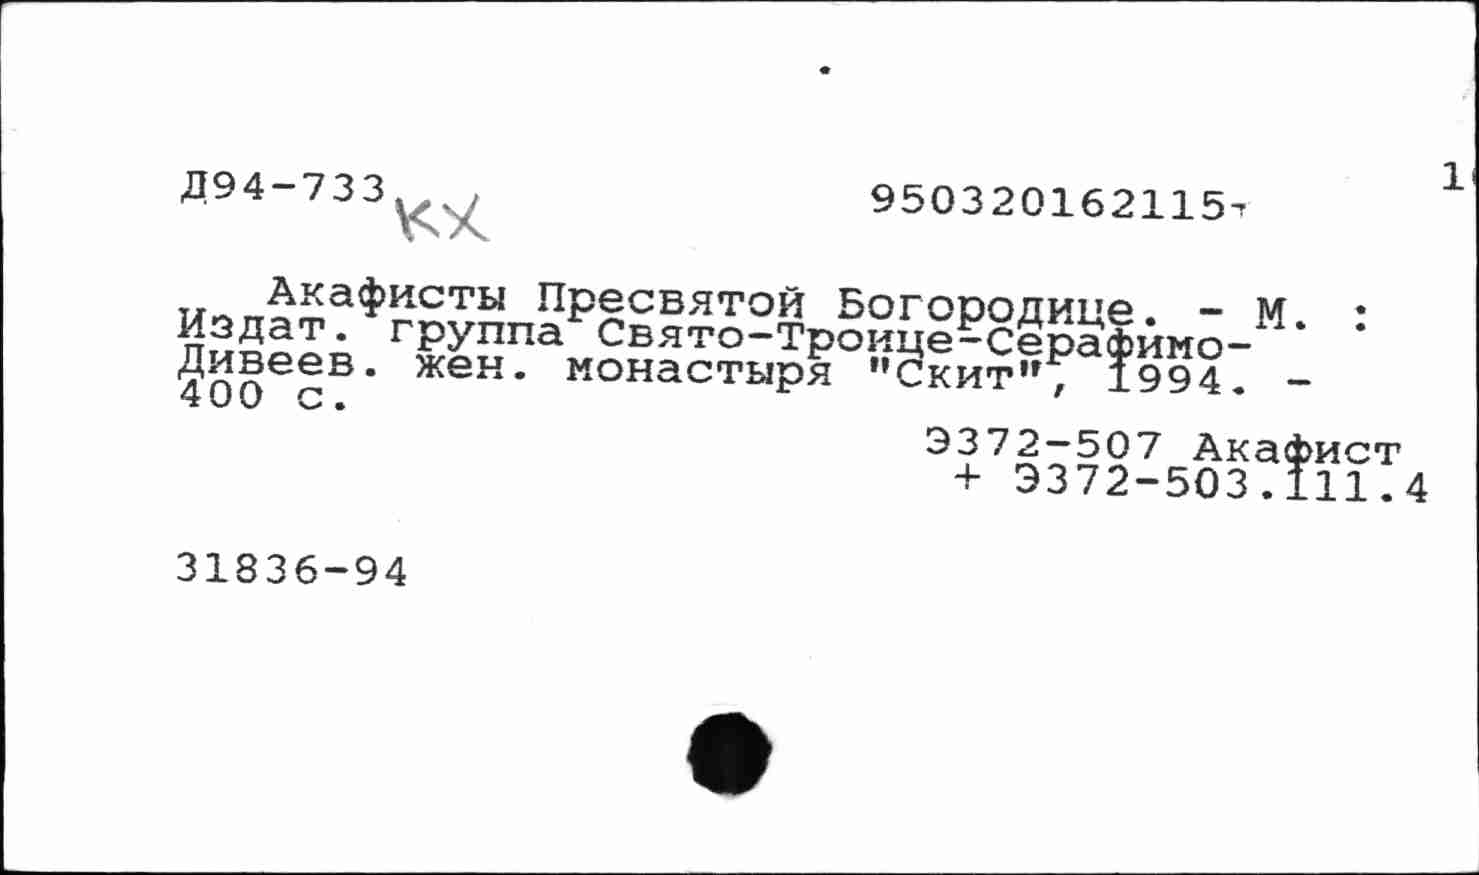 Д94-733 КХ 950320162115-т 1
Акафисты Пресвятой Богородице. - М. :
Издат. группа Свято-Троице-Серафимо-
Дивеев. жен. монастыря "Скит", 1994. -
400 с.
Э372-507 Акафист
+ Э372-503.111.4
31836-94